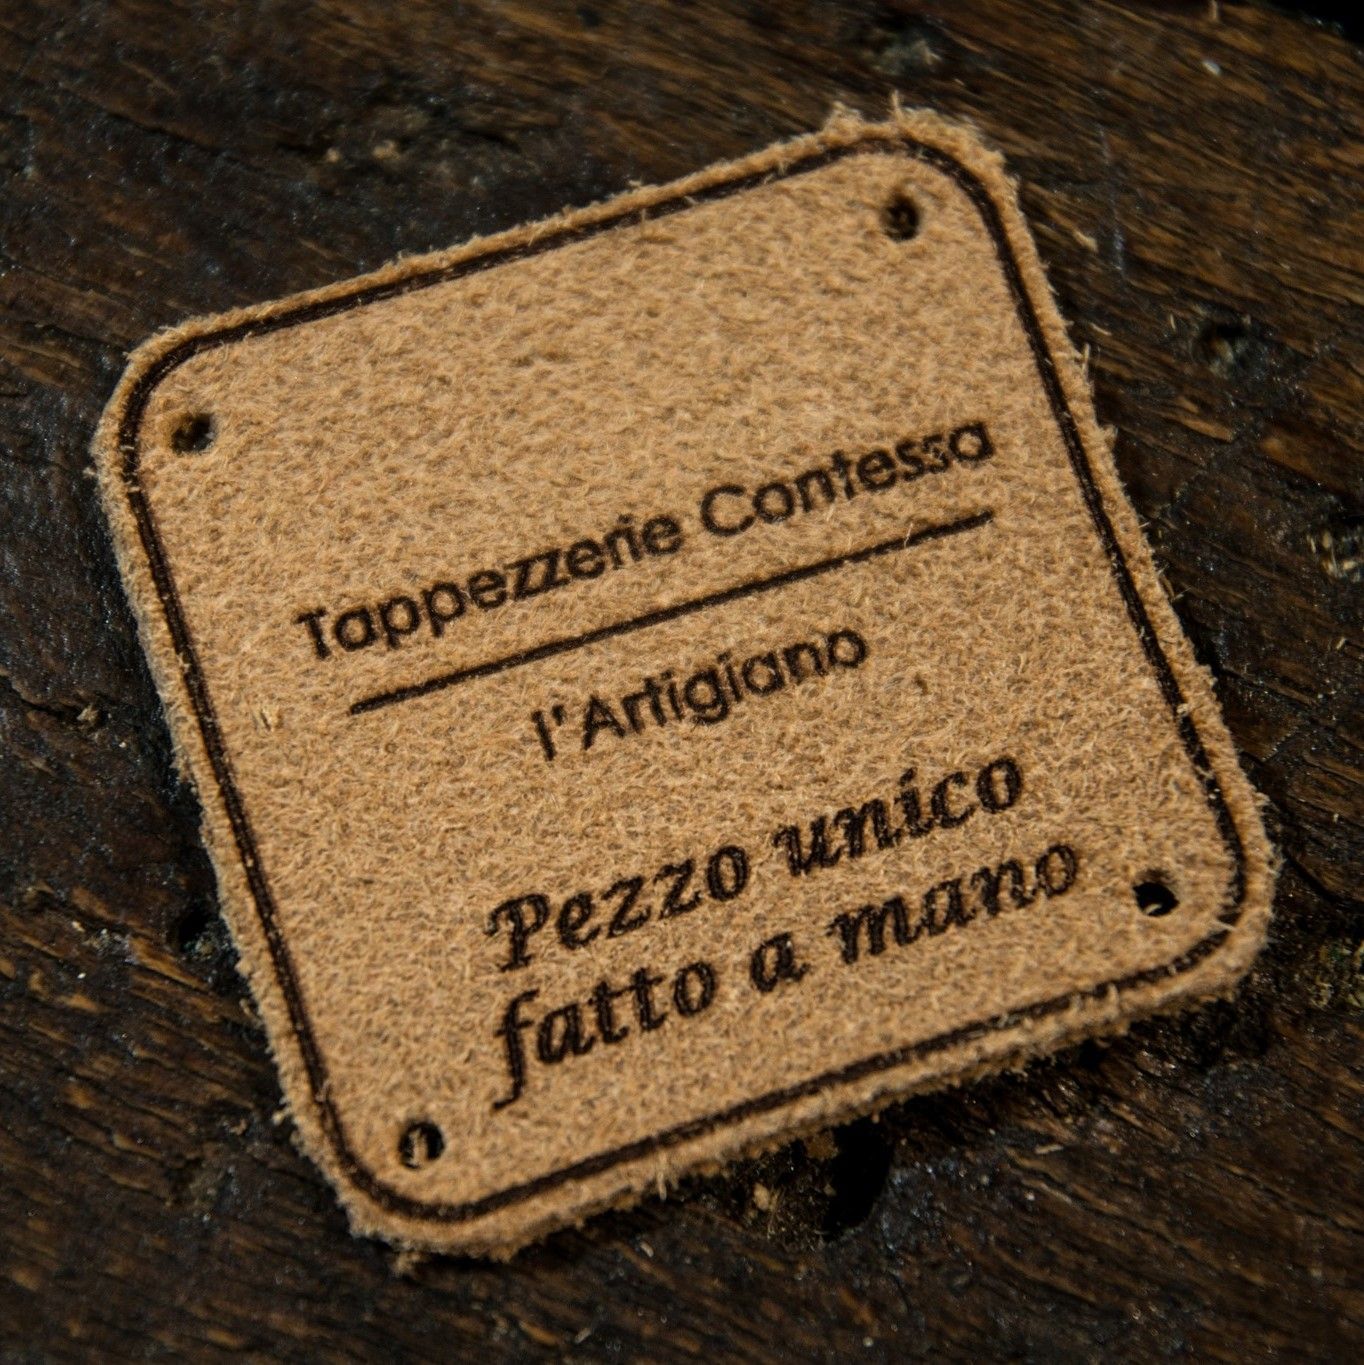 Tappezzerie Contessa
l'Artigiano
Pezzo unico
fatto a mano